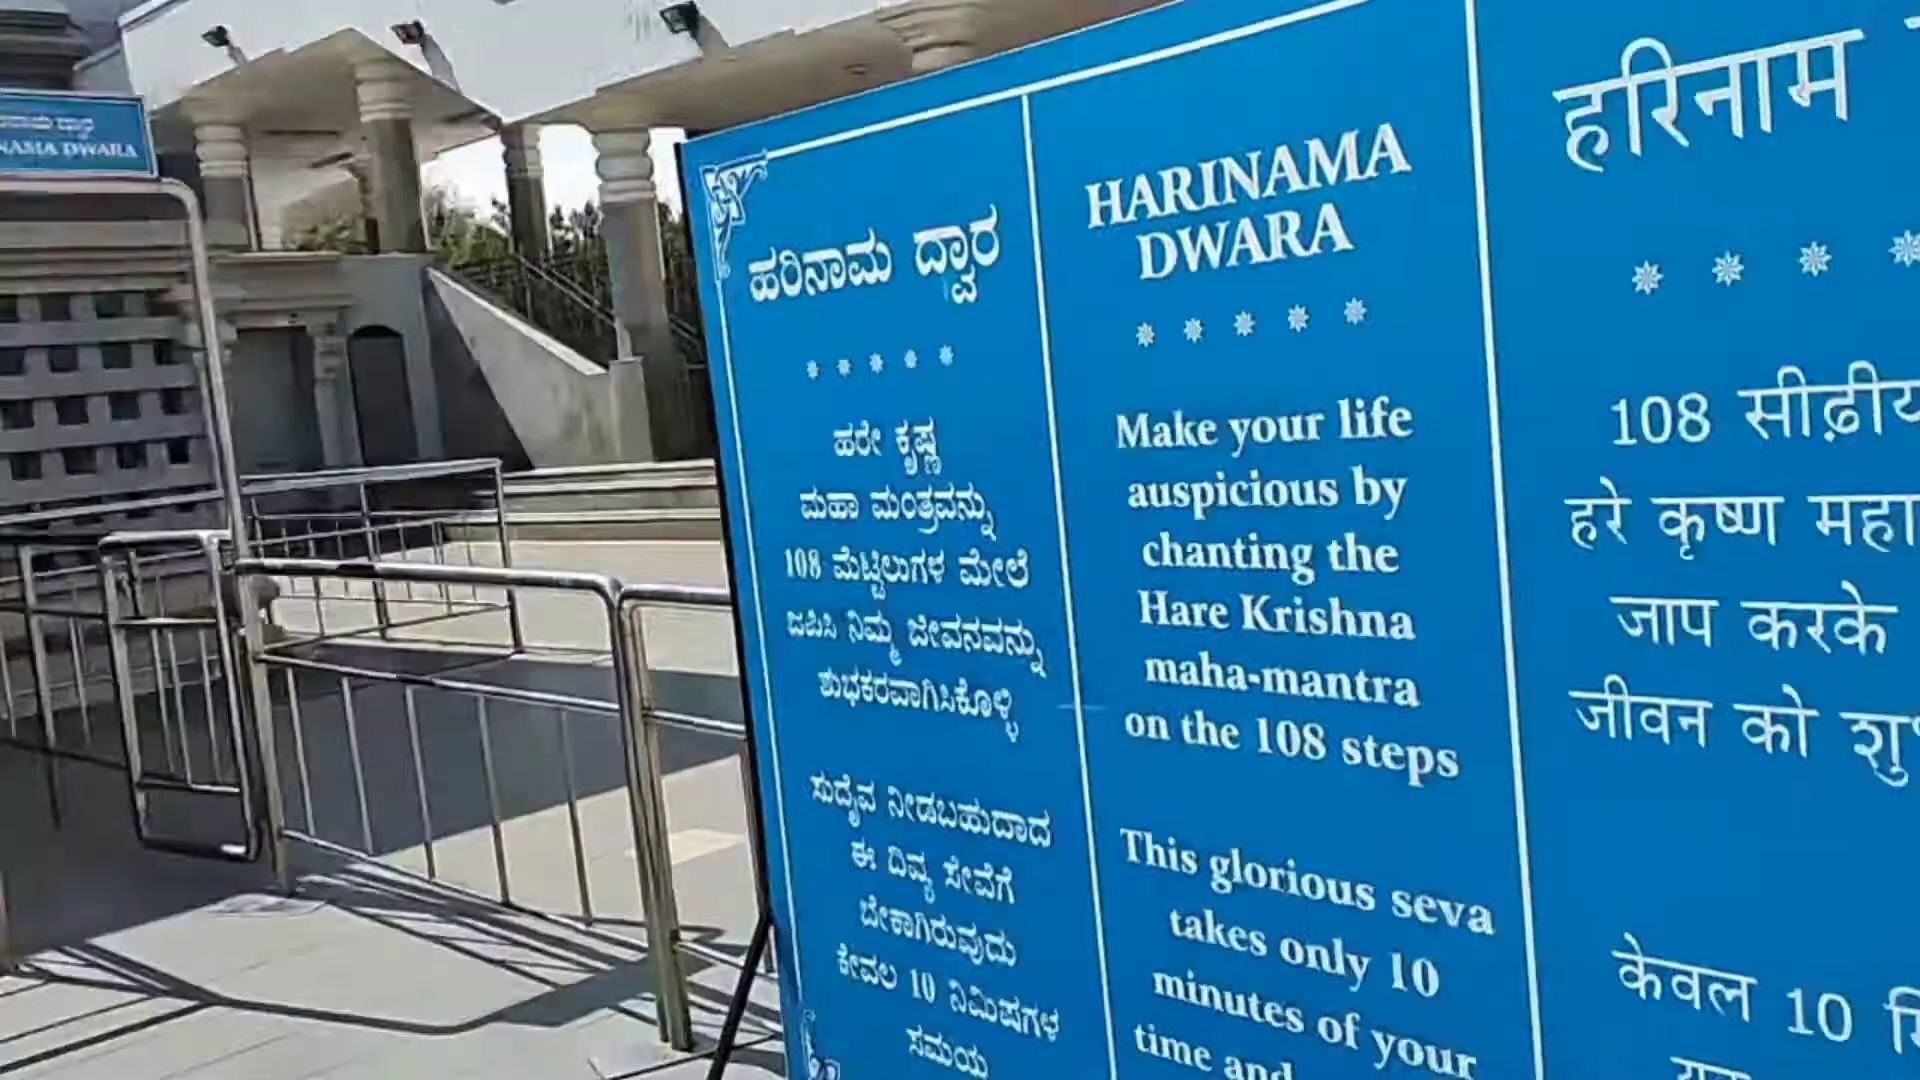 NAMA DWARA
ಹರಿನಾಮ ದ್ವಾರ
ಹರೇ ಕೃಷ್ಣ
ಮಹಾ ಮಂತ್ರವನ್ನು
108 ಮೆಟ್ಟಿಲುಗಳ ಮೇಲೆ
ಜಪಿಸಿ ನಿಮ್ಮ ಜೀವನವನ್ನು
ಶುಭಕರವಾಗಿಸಿಕೊಳ್ಳಿ
ಸುದೈವ ನೀಡಬಹುದಾದ
ಈ ದಿವ್ಯ ಸೇವೆಗೆ
ಬೇಕಾಗಿರುವುದು
ಕೇವಲ 10 ನಿಮಿಷಗಳ
ಸಮಯ
HARINAMA
DWARA
Make your life
auspicious by
chanting the
Hare Krishna
maha-mantra
on the 108 steps
This glorious seva
takes only 10
minutes of your
time and
हरिनाम
108
हरे कृष्ण महा
जाप करके
जीवन को
केवल 10